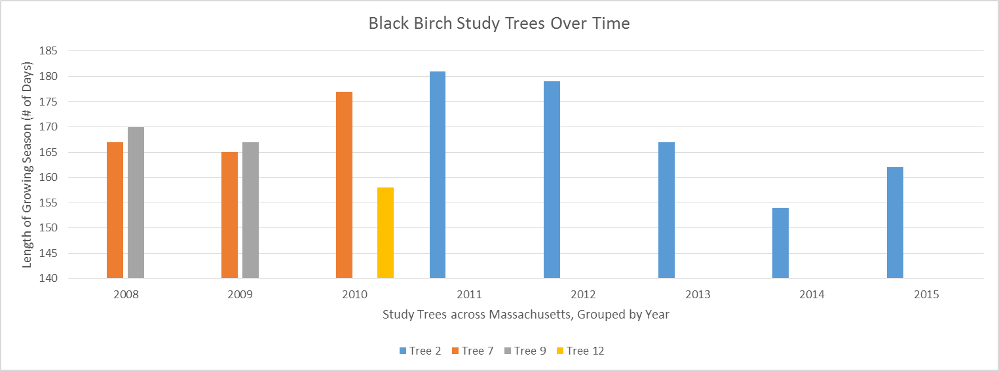 Black Birch Study Trees Over Time
Length of Growing Season (# of Days)
185
180
175
170
165
160
155
150
145
140
2008 2009 2010 2011 2012 2013 2014 2015
Study Trees across Massachusetts, Grouped by Year
Tree 2 Tree 7 Tree 9 Tree 12